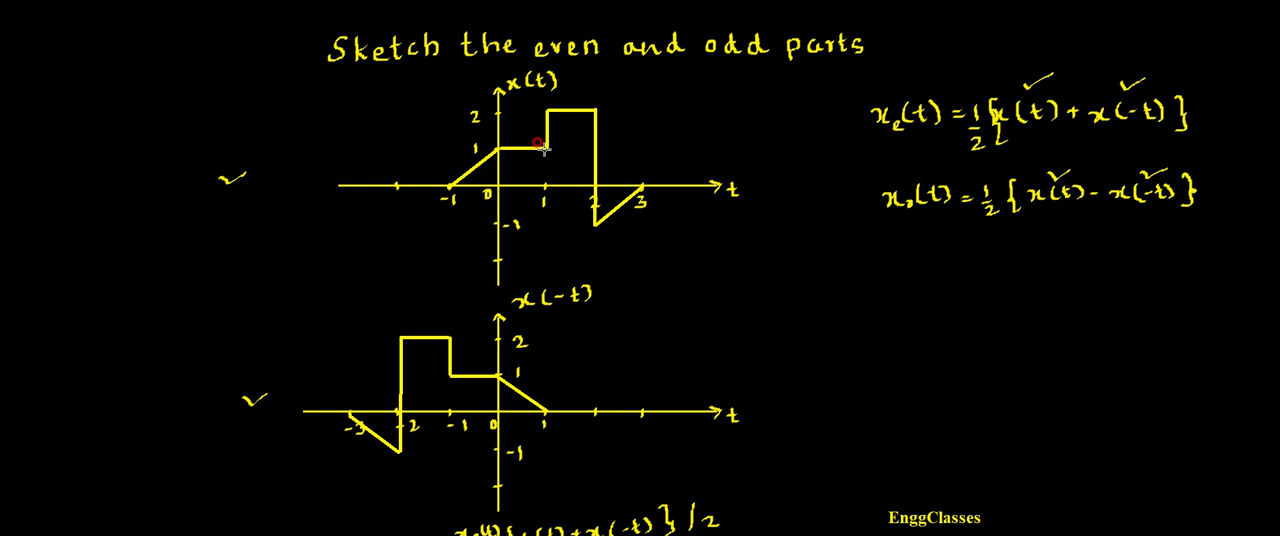 Sketch the even and odd parts
x(t)
xₑ(t) = 1/2 { x(t) + x(-t) }
2
1
-1 0 1 2 3 t
-1
xₒ(t) = 1/2 { x(t) - x(-t) }
x(-t)
2
1
-3 -2 -1 0 1 t
-1
+ x(-t) } / 2
EnggClasses